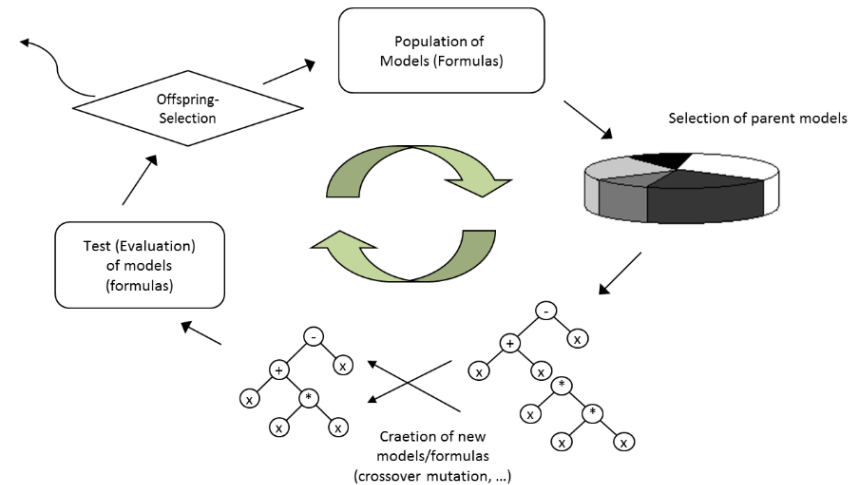 Population of
Models (Formulas)
Offspring-
Selection
Selection of parent models
Test (Evaluation)
of models
(formulas)
-
+
x
x
*
x
x
x
-
+
x
x
x
*
x
*
x
x
Craetion of new
models/formulas
(crossover mutation, ...)